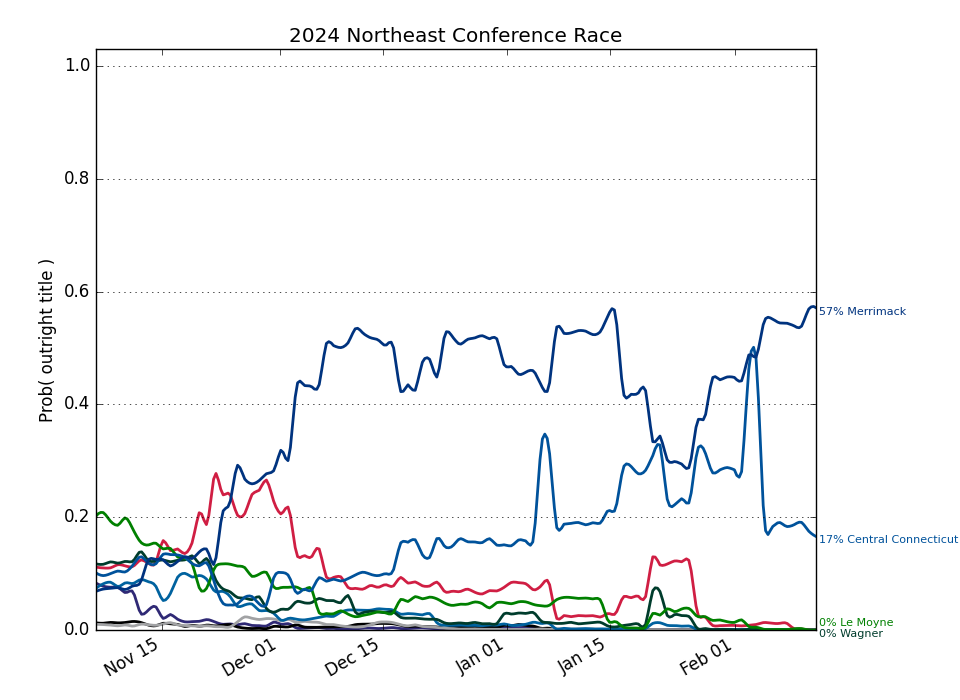 2024 Northeast Conference Race
Prob( outright title )
1.0
0.8
0.6
0.4
0.2
0.0
57% Merrimack
17% Central Connecticut
0% Le Moyne
0% Wagner
Nov 15
Dec 01
Dec 15
Jan 01
Jan 15
Feb 01